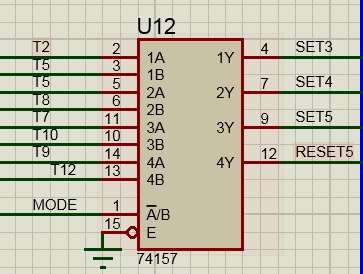 U12
T2 2 1A 1Y 4 SET3
T5 3 1B
T5 5 2A 2Y 7 SET4
T8 6 2B
T7 11 3A 3Y 9 SET5
T10 10 3B
T9 14 4A 4Y 12 RESET5
T12 13 4B
MODE 1 A/B
15 E
74157